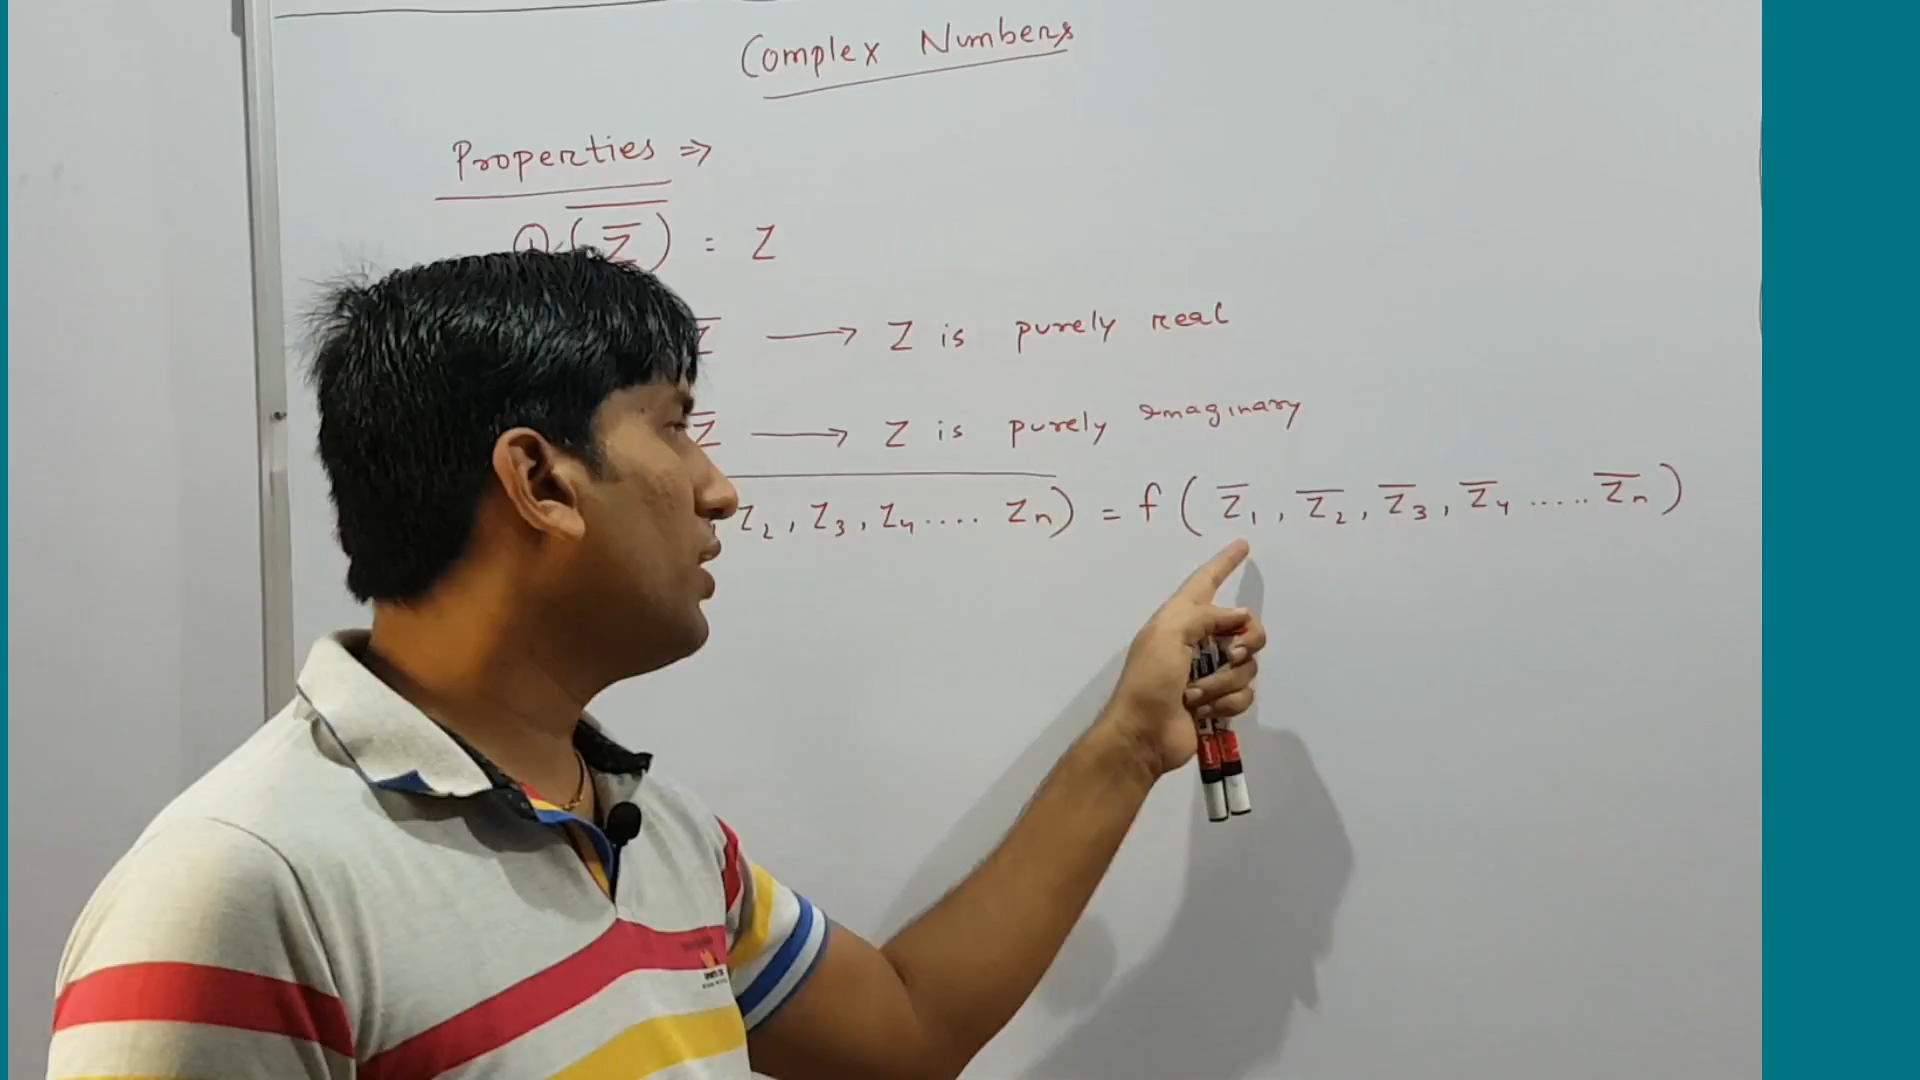 Complex Numbers
Properties ⇒
① (z̅)̅ = z
z̅ ⟶ z is purely real
z̅ ⟶ z is purely imaginary
z₂, z₃, z₄ .... zₙ) = f ( z̅₁, z̅₂, z̅₃, z̅₄ ..... z̅ₙ )